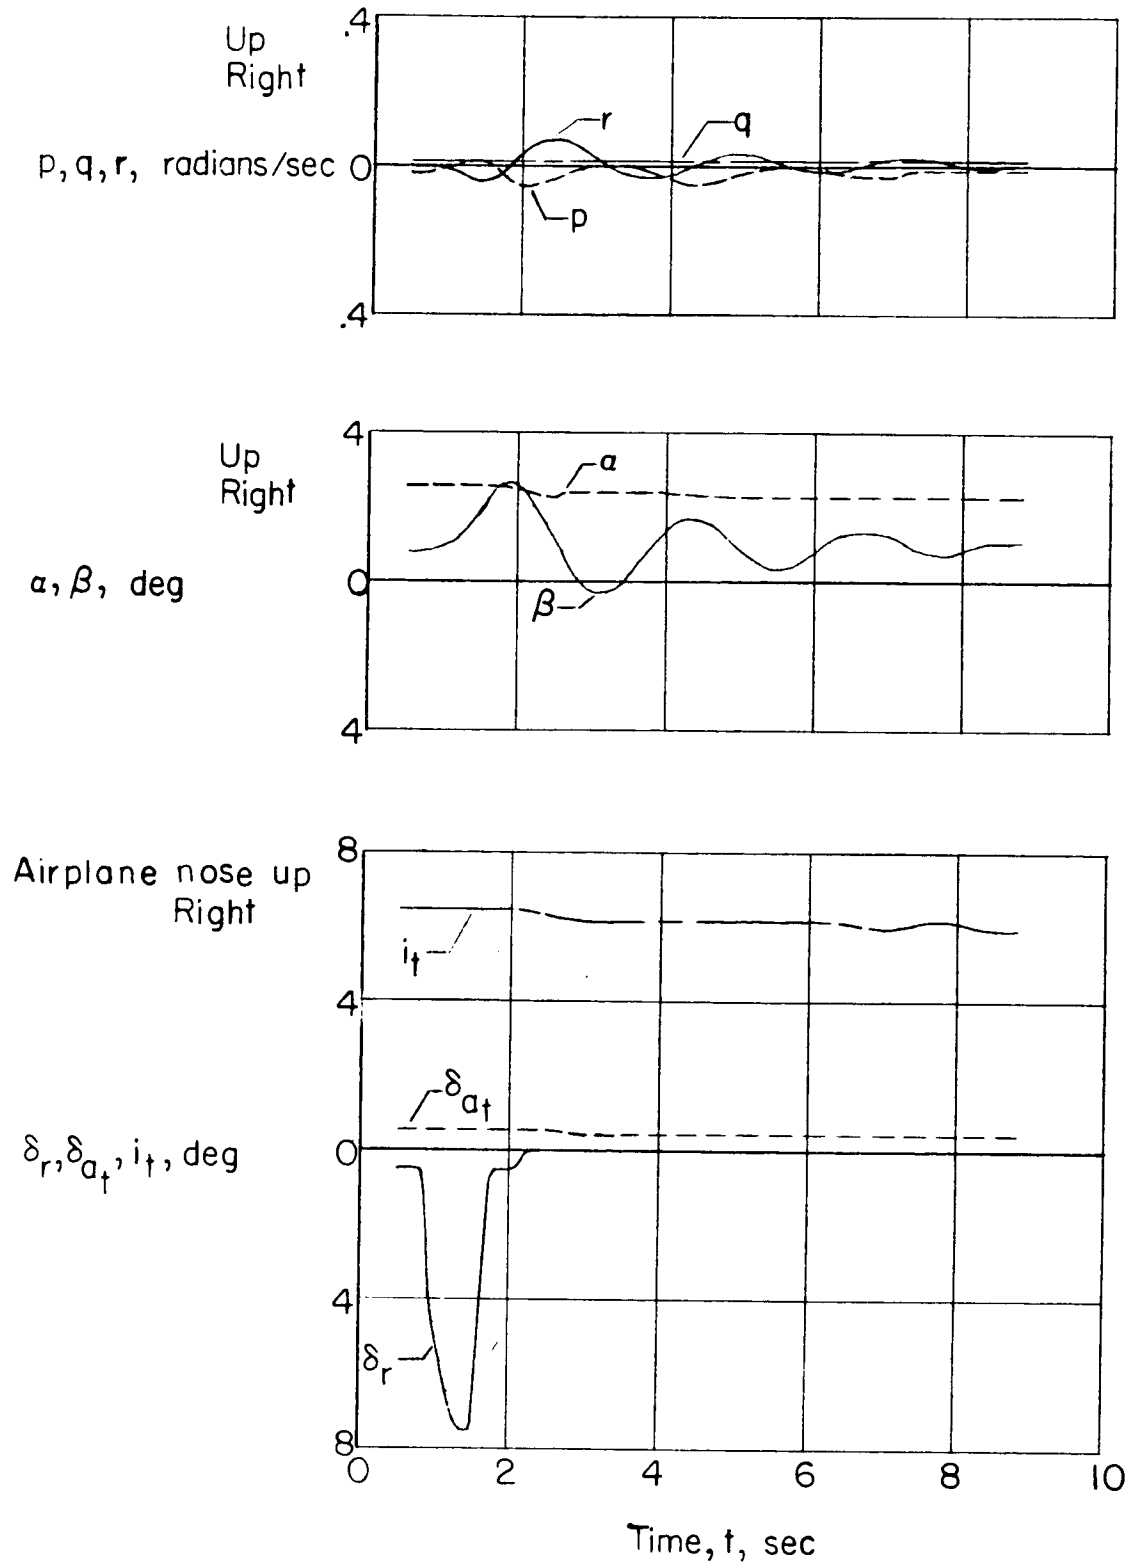 .4
Up
Right
r
q
p, q, r, radians/sec 0
p
.4
4
Up
Right
α
α, β, deg 0
β
4
8
Airplane nose up
Right
i_t
4
δ_a_t
δ_r, δ_a_t, i_t, deg 0
4
δ_r
8
0 2 4 6 8 10
Time, t, sec